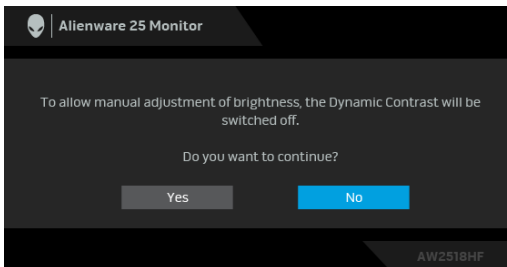 Alienware 25 Monitor
To allow manual adjustment of brightness, the Dynamic Contrast will be
switched off.
Do you want to continue?
Yes No
AW2518HF